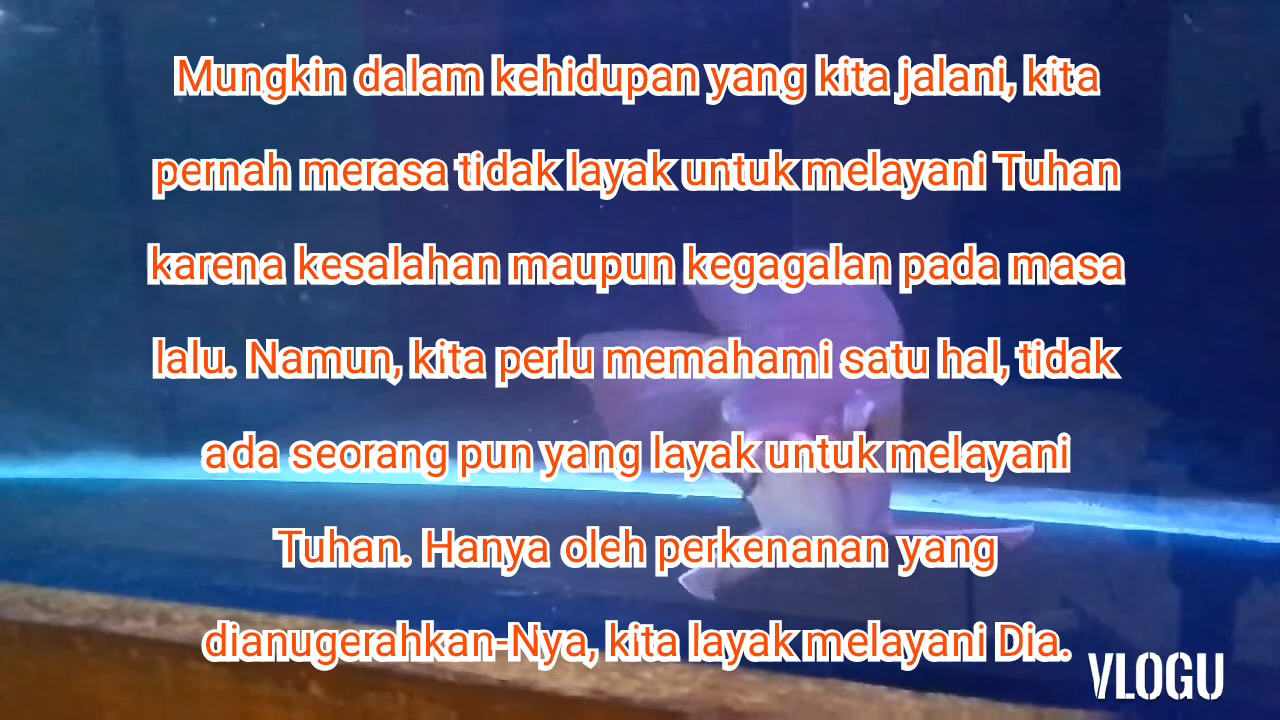 Mungkin dalam kehidupan yang kita jalani, kita
pernah merasa tidak layak untuk melayani Tuhan
karena kesalahan maupun kegagalan pada masa
lalu. Namun, kita perlu memahami satu hal, tidak
ada seorang pun yang layak untuk melayani
Tuhan. Hanya oleh perkenanan yang
dianugerahkan-Nya, kita layak melayani Dia.
VLOGU